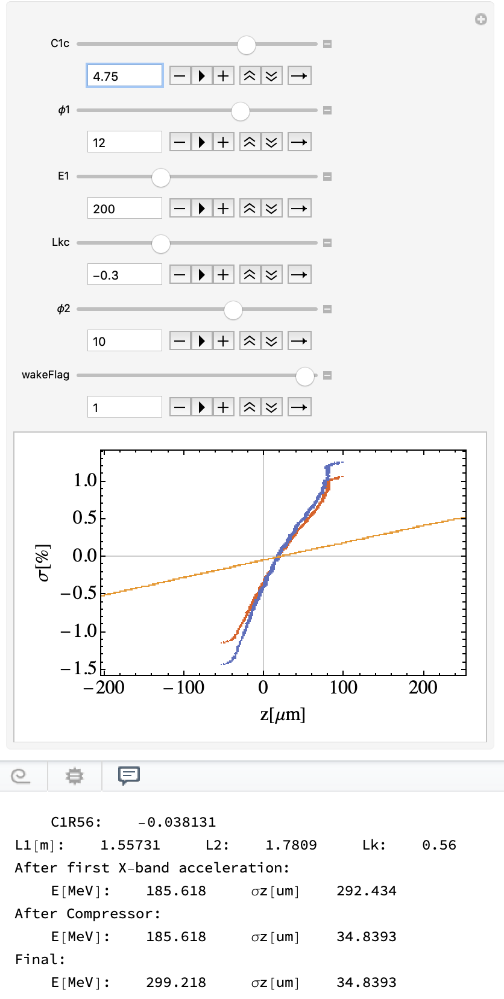 C1c
4.75
ϕ1
12
E1
200
Lkc
−0.3
ϕ2
10
wakeFlag
1
1.0
0.5
0.0
−0.5
−1.0
−1.5
σ[%]
−200 −100 0 100 200
z[μm]
C1R56: -0.038131
L1[m]: 1.55731 L2: 1.7809 Lk: 0.56
After first X-band acceleration:
E[MeV]: 185.618 σz[um] 292.434
After Compressor:
E[MeV]: 185.618 σz[um] 34.8393
Final:
E[MeV]: 299.218 σz[um] 34.8393